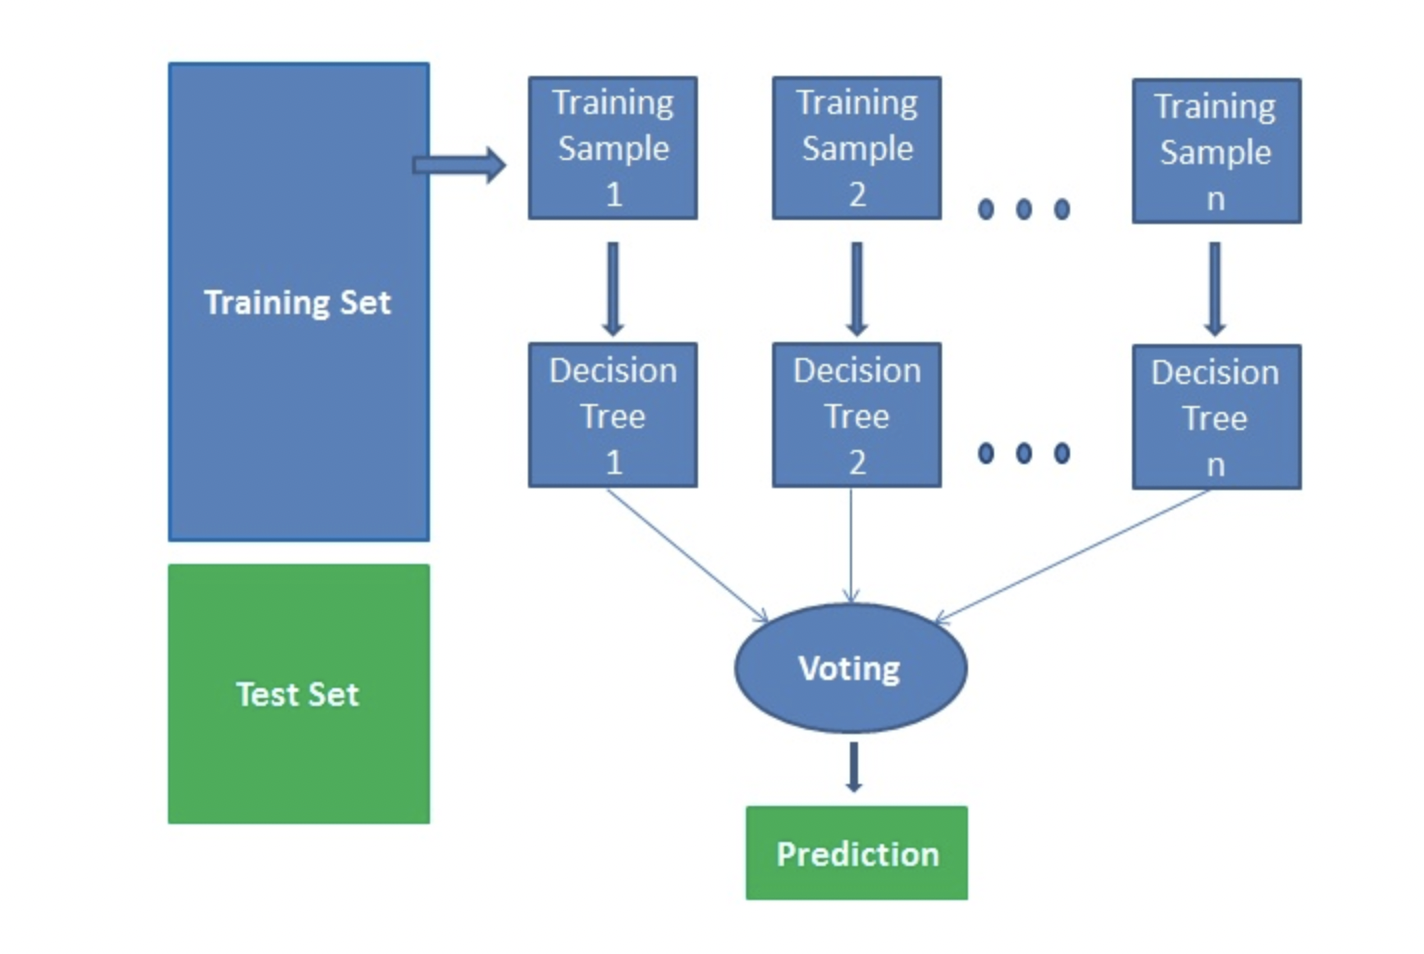 Training Set
Training
Sample
1
Training
Sample
2
Training
Sample
n
Decision
Tree
1
Decision
Tree
2
Decision
Tree
n
Test Set
Voting
Prediction